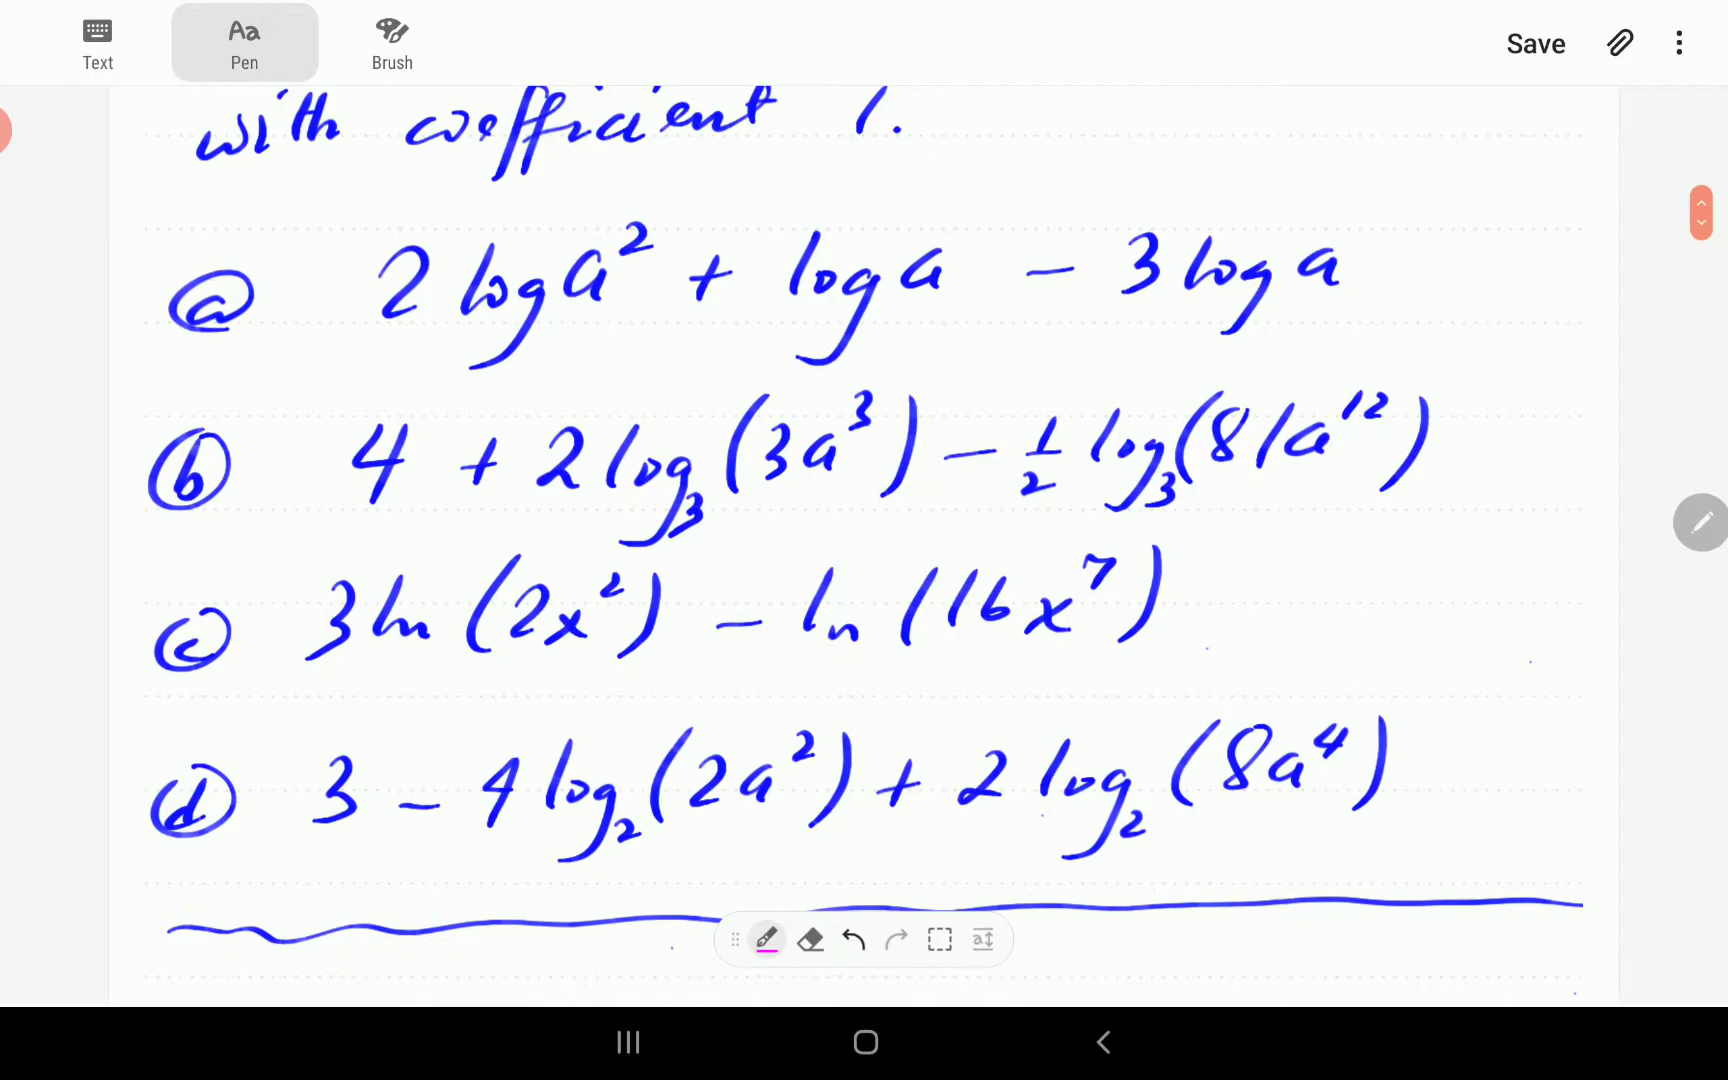 Text Pen Brush Save
with coefficient 1.
(a) 2 log a² + log a − 3 log a
(b) 4 + 2 log₃ (3a³) − ½ log₃ (81a¹²)
(c) 3 ln (2x²) − ln (16x⁷)
(d) 3 − 4 log₂ (2a²) + 2 log₂ (8a⁴)